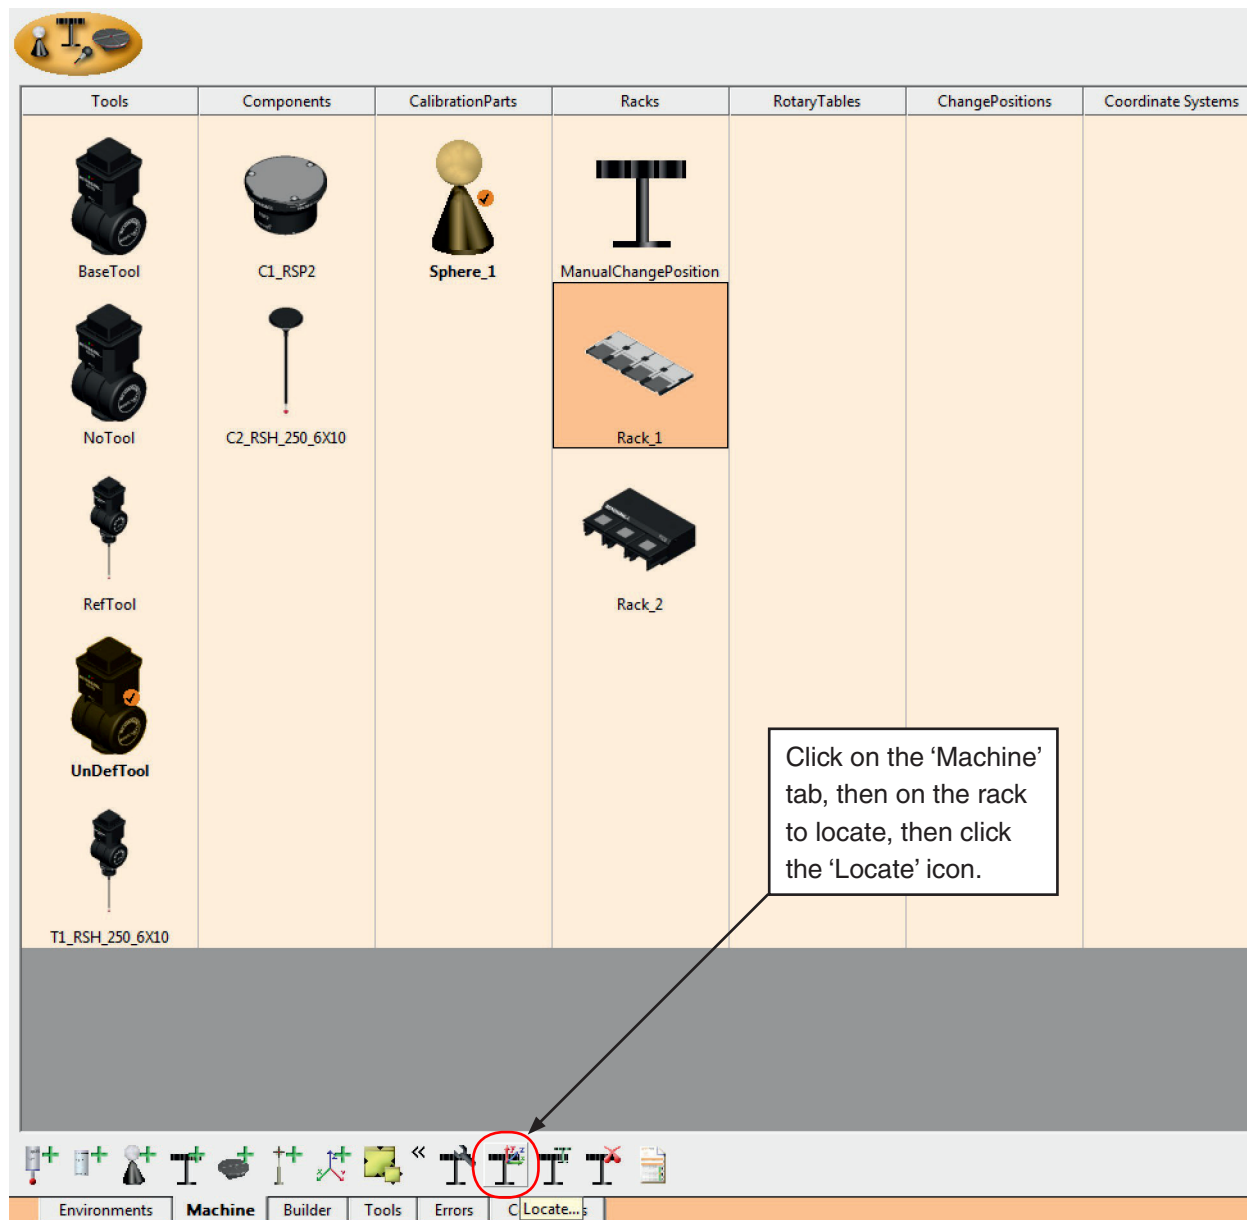 Tools Components CalibrationParts Racks RotaryTables ChangePositions Coordinate Systems
BaseTool C1_RSP2 Sphere_1 ManualChangePosition
NoTool C2_RSH_250_6X10 Rack_1
RefTool Rack_2
UnDefTool
Click on the ‘Machine’
tab, then on the rack
to locate, then click
the ‘Locate’ icon.
T1_RSH_250_6X10
«
Environments Machine Builder Tools Errors Locate...